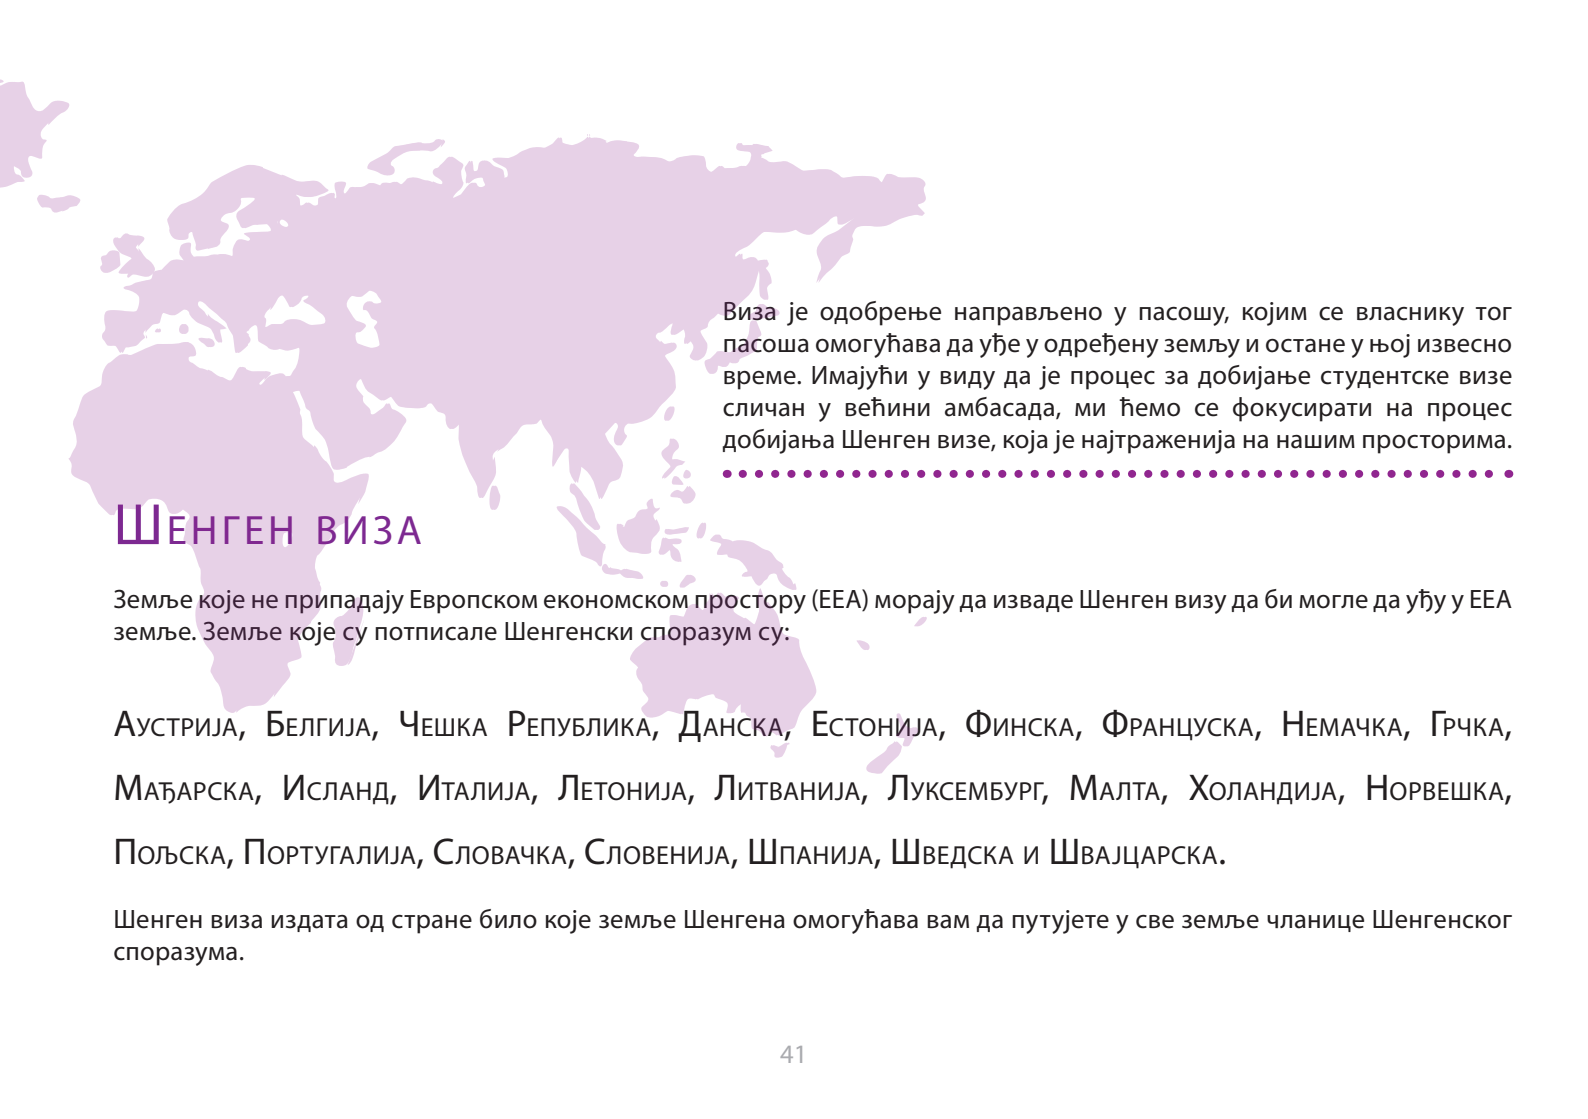 Виза је одобрење направљено у пасошу, којим се власнику тог
пасоша омогућава да уђе у одређену земљу и остане у њој извесно
време. Имајући у виду да је процес за добијање студентске визе
сличан у већини амбасада, ми ћемо се фокусирати на процес
добијања Шенген визе, која је најтраженија на нашим просторима.
Шенген виза
Земље које не припадају Европском економском простору (ЕЕА) морају да изваде Шенген визу да би могле да уђу у ЕЕА
земље. Земље које су потписале Шенгенски споразум су:
Аустрија, Белгија, Чешка Република, Данска, Естонија, Финска, Француска, Немачка, Грчка,
Мађарска, Исланд, Италија, Летонија, Литванија, Луксембург, Малта, Холандија, Норвешка,
Пољска, Португалија, Словачка, Словенија, Шпанија, Шведска и Швајцарска.
Шенген виза издата од стране било које земље Шенгена омогућава вам да путујете у све земље чланице Шенгенског
споразума.
41